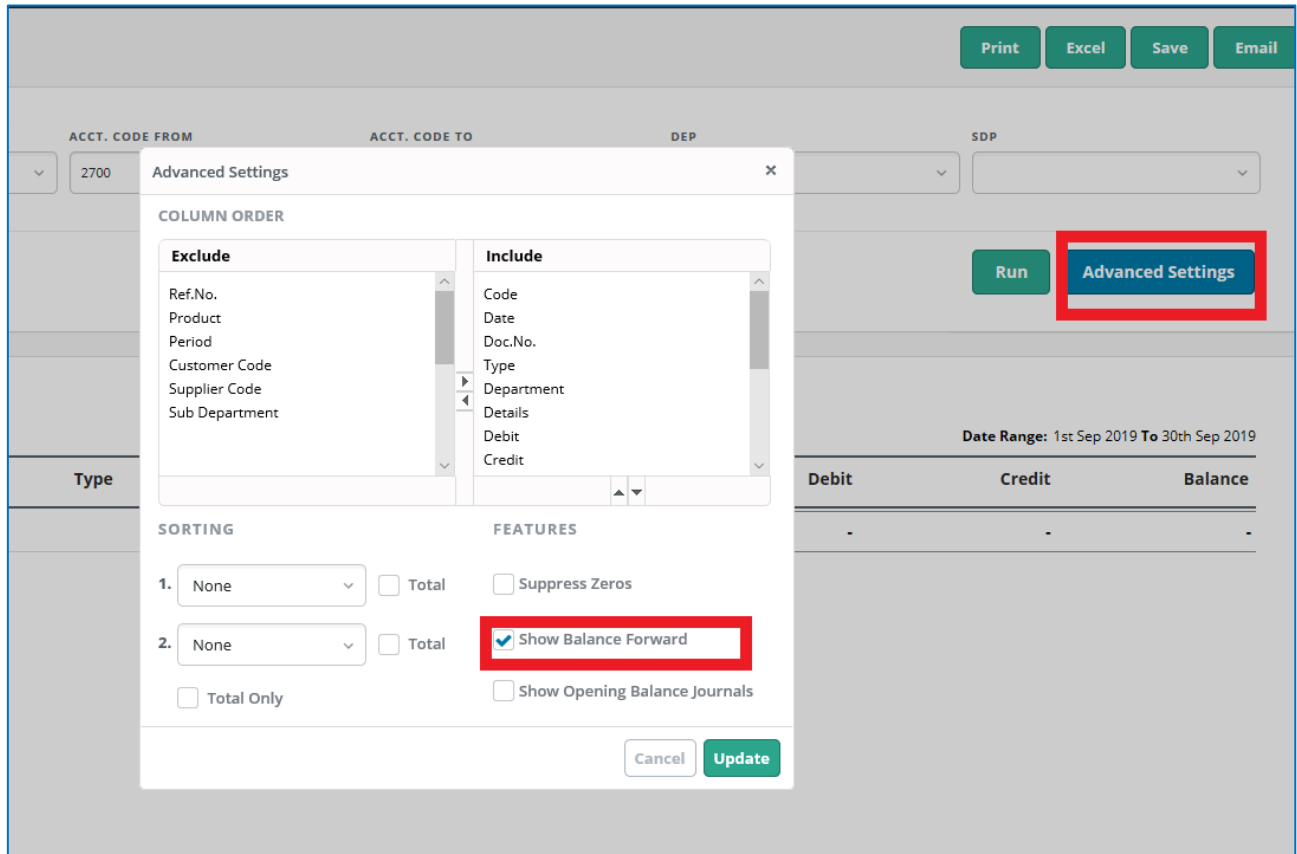 Print Excel Save Email
ACCT. CODE FROM ACCT. CODE TO DEP SDP
2700
Advanced Settings ×
COLUMN ORDER
Exclude Include
Ref.No. Code
Product Date
Period Doc.No.
Customer Code Type
Supplier Code Department
Sub Department Details
Debit
Credit
Run Advanced Settings
Date Range: 1st Sep 2019 To 30th Sep 2019
Type Debit Credit Balance
- - -
SORTING FEATURES
1. None Total Suppress Zeros
2. None Total Show Balance Forward
Total Only Show Opening Balance Journals
Cancel Update